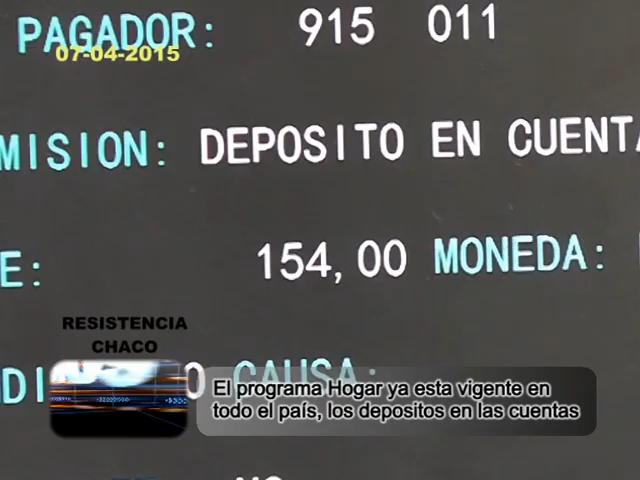 PAGADOR: 915 011
07-04-2015
MISION: DEPOSITO EN CUENTA
E: 154,00 MONEDA:
RESISTENCIA
CHACO
DI O CAUSA:
El programa Hogar ya esta vigente en
todo el país, los depositos en las cuentas